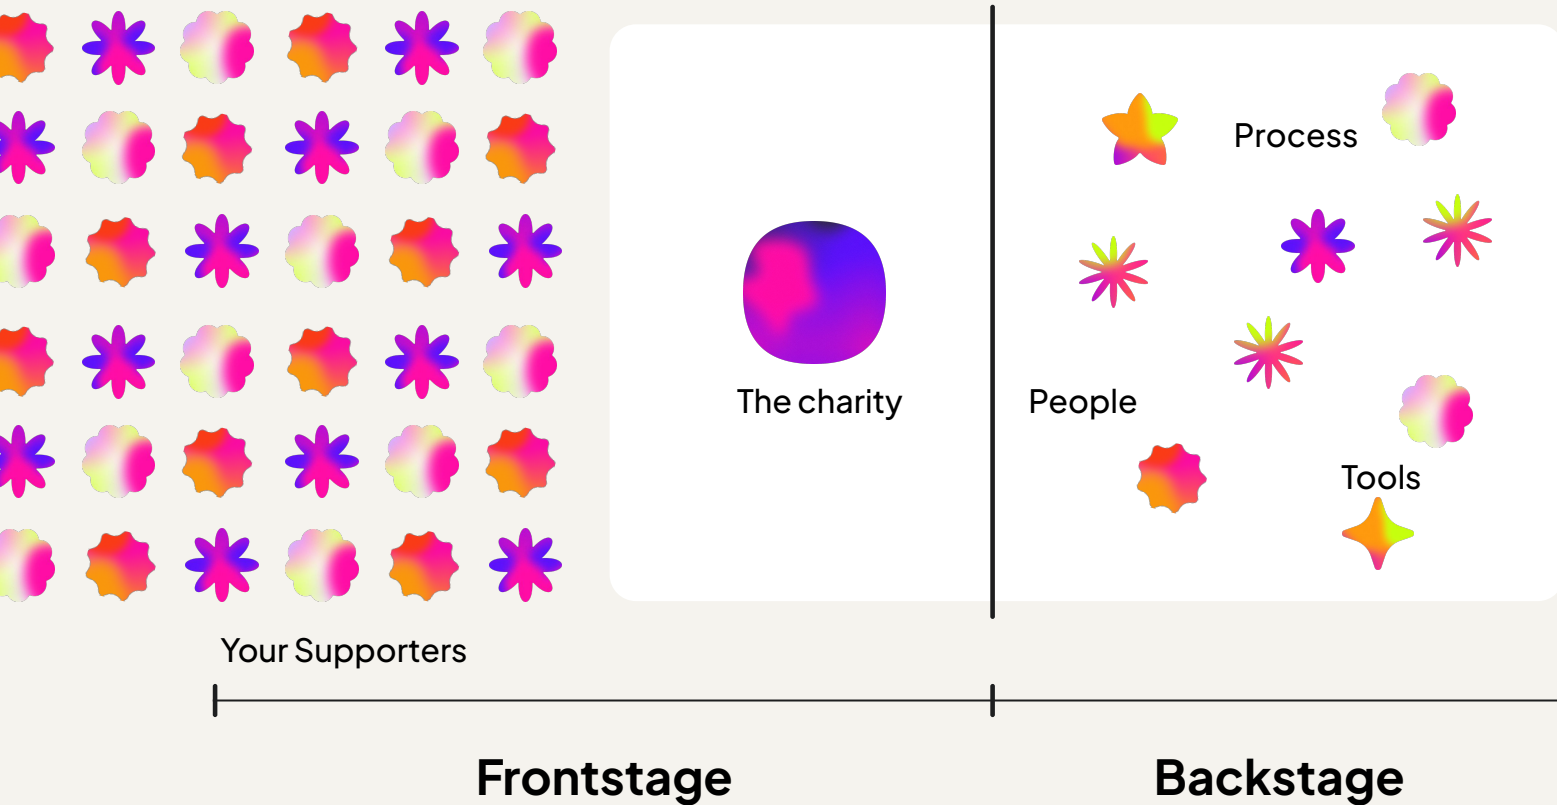 Process
The charity
People
Tools
Your Supporters
Frontstage
Backstage